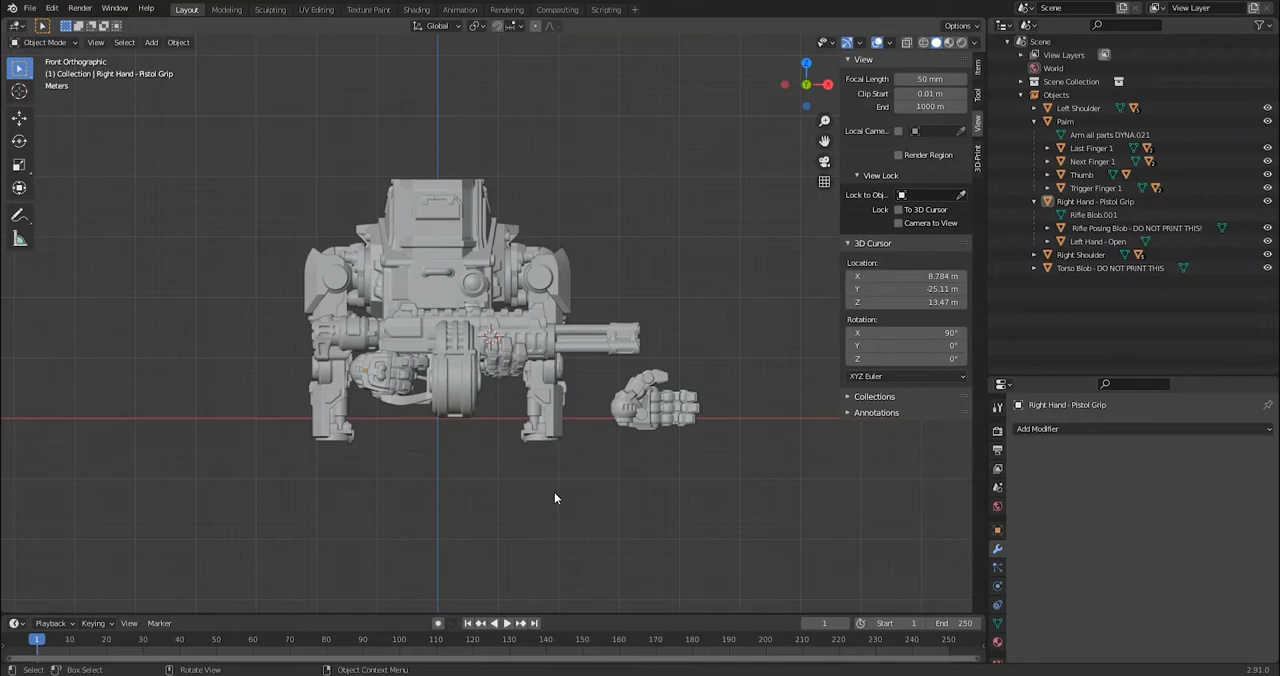 File Edit Render Window Help Layout Modeling Sculpting UV Editing Texture Paint Shading Animation Rendering Compositing Scripting + Scene View Layer
Global Options
Object Mode View Select Add Object
Front Orthographic
(1) Collection | Right Hand - Pistol Grip
Meters
Z
Y
X
View
Focal Length 50 mm
Clip Start 0.01 m
End 1000 m
Local Came..
Render Region
View Lock
Lock to Obj..
Lock To 3D Cursor
Camera to View
3D Cursor
Location:
X 8.784 m
Y -25.11 m
Z 13.47 m
Rotation:
X 90°
Y 0°
Z 0°
XYZ Euler
Collections
Annotations
Item
Tool
View
3D-Print
Scene
View Layers
World
Scene Collection
Objects
Left Shoulder
Palm
Arm all parts DYNA.021
Last Finger 1
Next Finger 1
Thumb
Trigger Finger 1
Right Hand - Pistol Grip
Rifle Blob.001
Rifle Posing Blob - DO NOT PRINT THIS!
Left Hand - Open
Right Shoulder
Torso Blob - DO NOT PRINT THIS
Right Hand - Pistol Grip
Add Modifier
Playback Keying View Marker 1 Start 1 End 250
1 10 20 30 40 50 60 70 80 90 100 110 120 130 140 150 160 170 180 190 200 210 220 230 240 250
Select Box Select Rotate View Object Context Menu 2.91.0